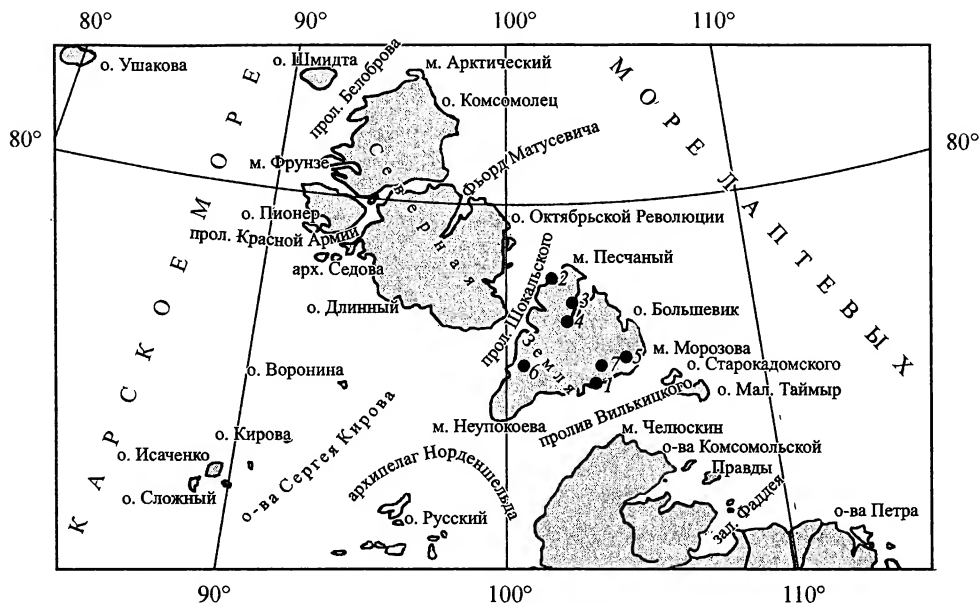 80° 90° 100° 110°
о. Ушакова
о. Шмидта
прол. Белоброва
м. Арктический
о. Комсомолец
КАРСКОЕ МОРЕ
МОРЕ ЛАПТЕВЫХ
80°
80°
м. Фрунзе
Фьорд Матусевича
Северная
Земля
о. Пионер
о. Октябрьской Революции
прол. Красной Армии
арх. Седова
прол. Шокальского
м. Песчаный
2
3
4
о. Длинный
о. Большевик
м. Морозова
5
о. Старокадомского
7
6
1
о. Воронина
о. Мал. Таймыр
пролив Вилькицкого
м. Неупокоева
м. Челюскин
о. Кирова
о-ва Сергея Кирова
архипелаг Норденшельда
о-ва Комсомольской
Правды
о. Исаченко
о. Сложный
о. Русский
зал. Фаддея
о-ва Петра
90° 100° 110°